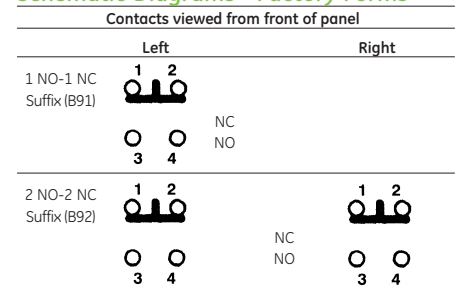 Schematic Diagrams - Factory Forms
Contacts viewed from front of panel
Left Right
1 NO-1 NC
Suffix (B91)
1 2
NC
NO
3 4
2 NO-2 NC
Suffix (B92)
1 2 1 2
NC
NO
3 4 3 4